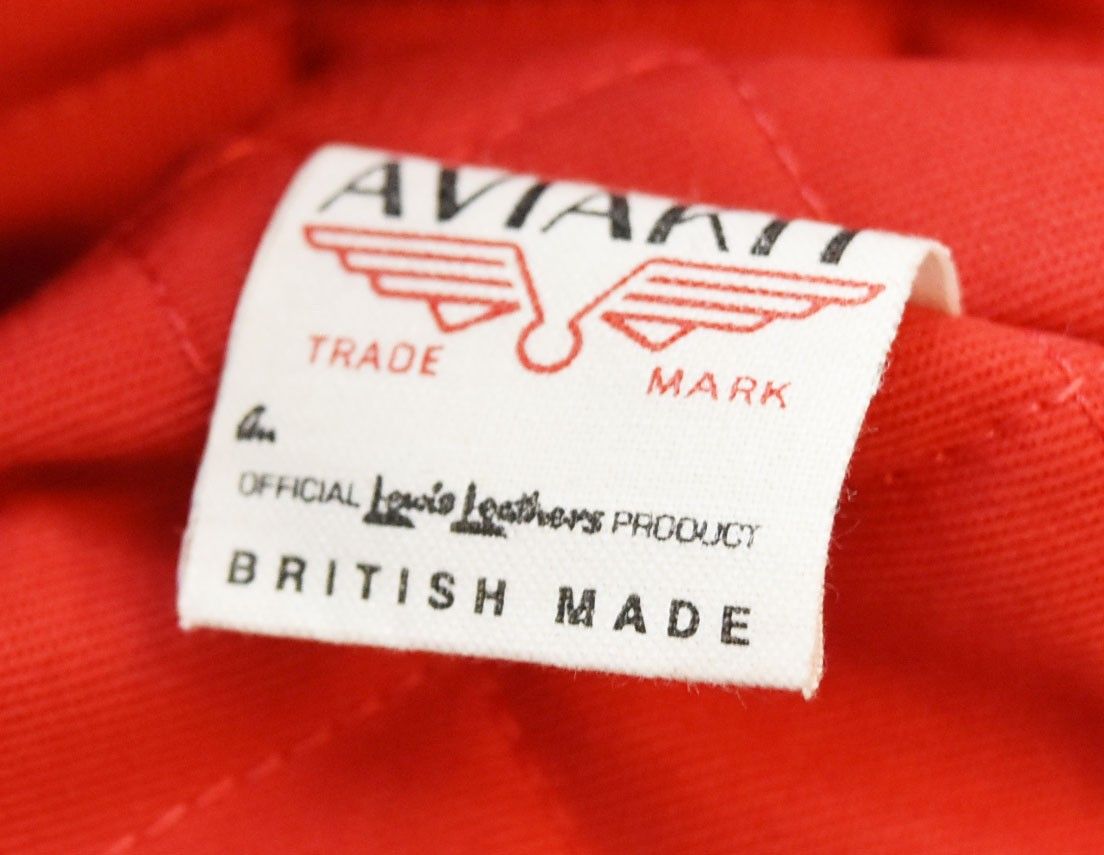 AVIAKIT
TRADE MARK
An
OFFICIAL Lewis Leathers PRODUCT
BRITISH MADE